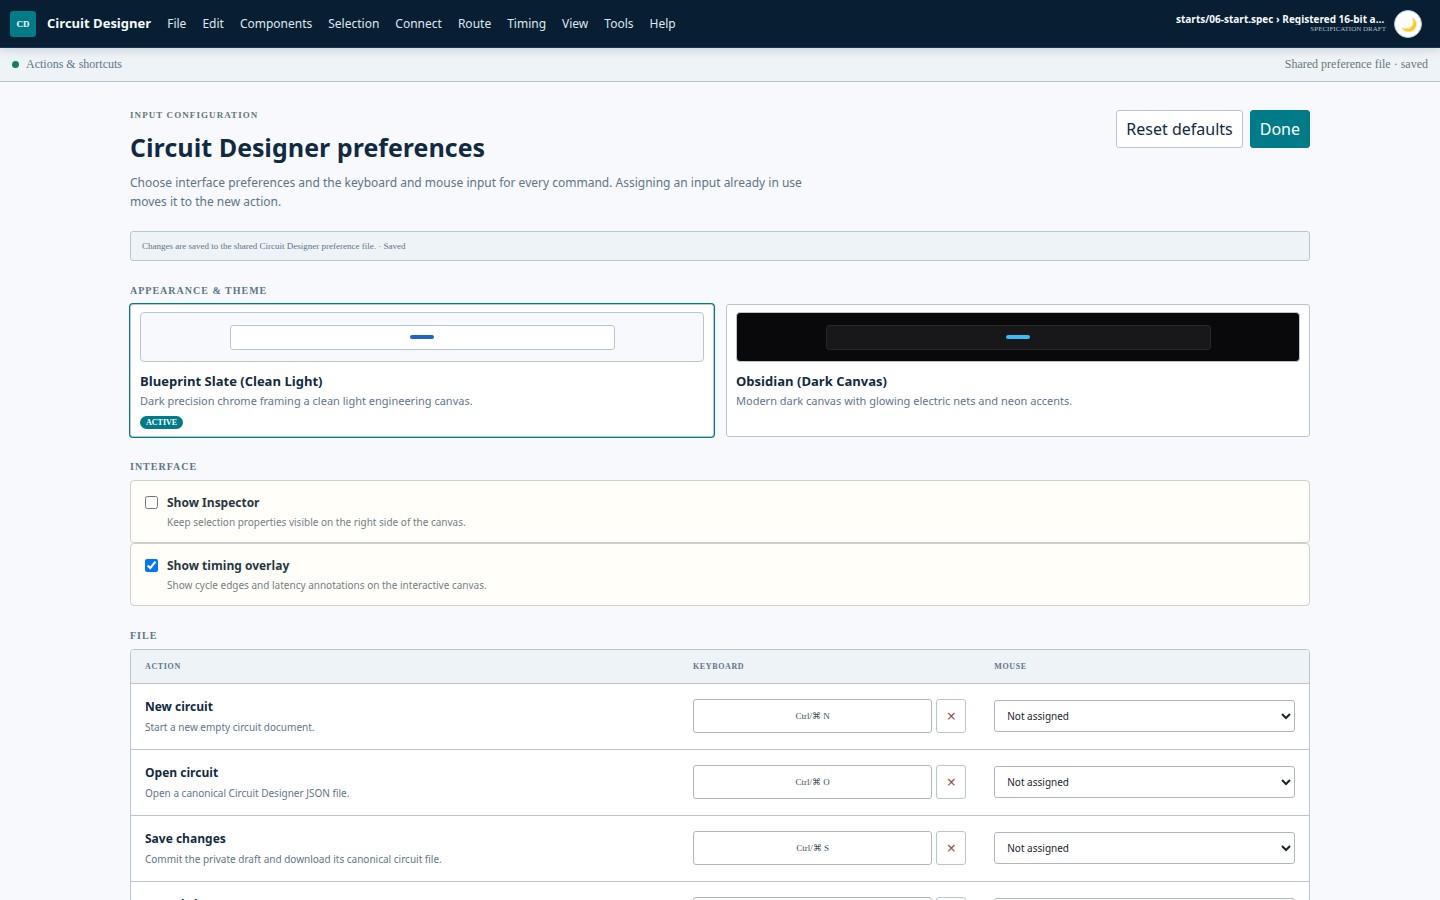 CD Circuit Designer File Edit Components Selection Connect Route Timing View Tools Help
starts/06-start.spec › Registered 16-bit a...
SPECIFICATION DRAFT
Actions & shortcuts
Shared preference file · saved
INPUT CONFIGURATION
Circuit Designer preferences
Reset defaults
Done
Choose interface preferences and the keyboard and mouse input for every command. Assigning an input already in use
moves it to the new action.
Changes are saved to the shared Circuit Designer preference file. · Saved
APPEARANCE & THEME
Blueprint Slate (Clean Light)
Dark precision chrome framing a clean light engineering canvas.
ACTIVE
Obsidian (Dark Canvas)
Modern dark canvas with glowing electric nets and neon accents.
INTERFACE
Show Inspector
Keep selection properties visible on the right side of the canvas.
Show timing overlay
Show cycle edges and latency annotations on the interactive canvas.
FILE
ACTION KEYBOARD MOUSE
New circuit
Start a new empty circuit document.
Ctrl/⌘ N × Not assigned
Open circuit
Open a canonical Circuit Designer JSON file.
Ctrl/⌘ O × Not assigned
Save changes
Commit the private draft and download its canonical circuit file.
Ctrl/⌘ S × Not assigned